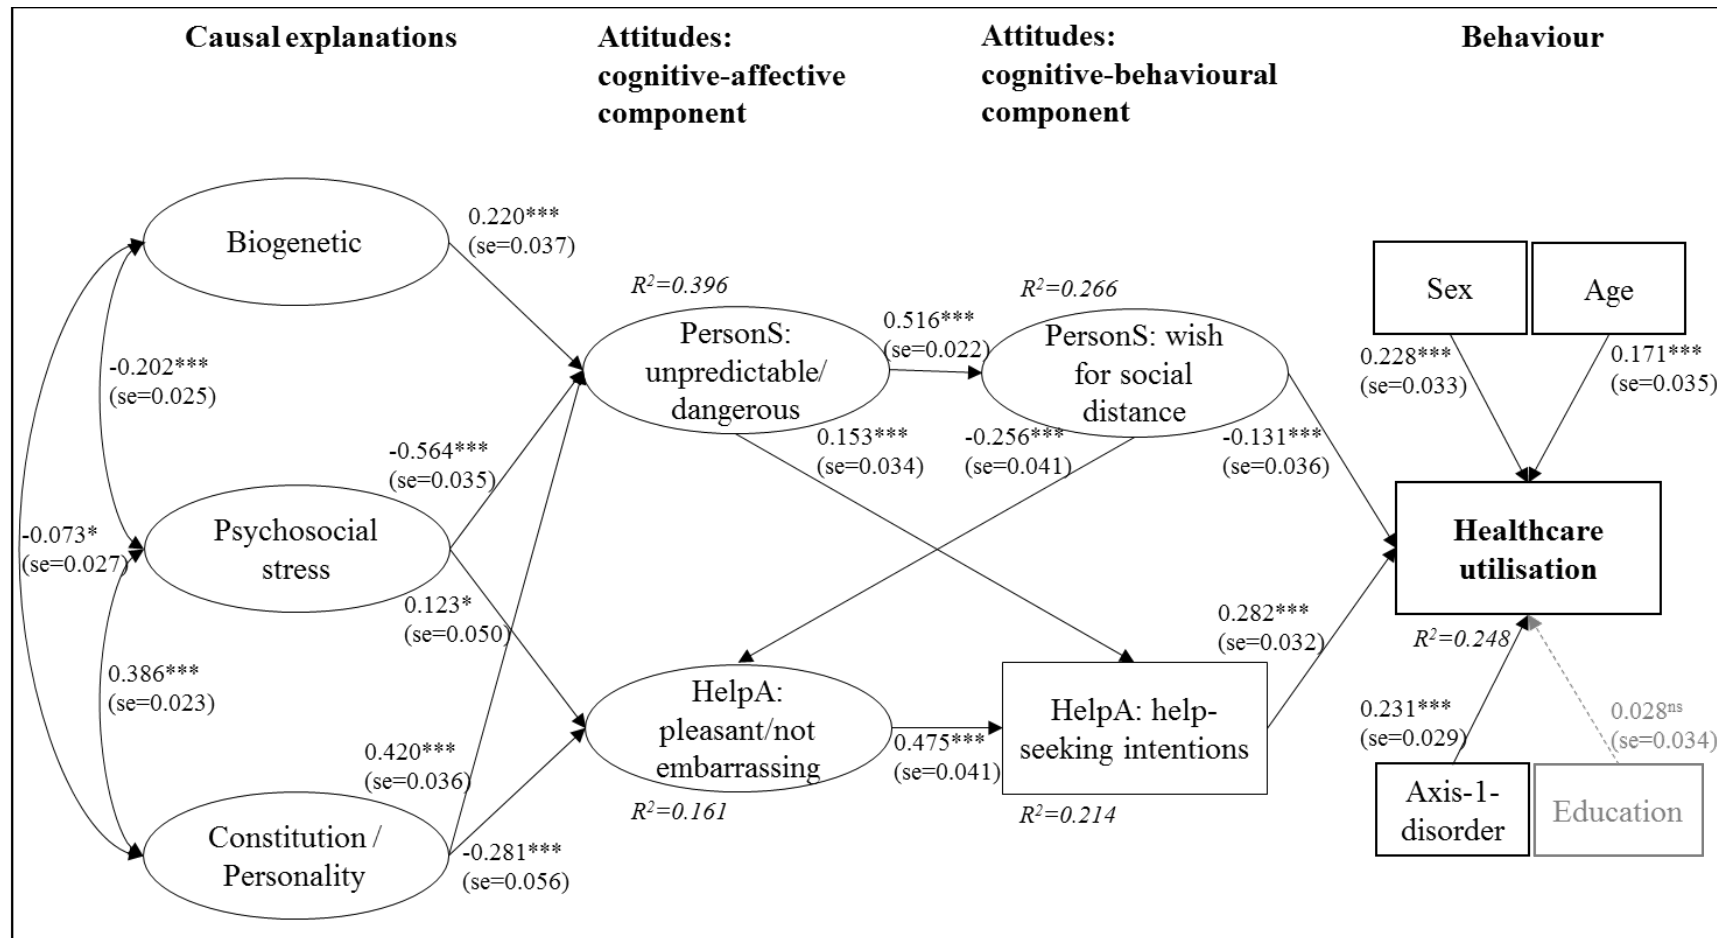 Causal explanations
Attitudes:
cognitive-affective
component
Attitudes:
cognitive-behavioural
component
Behaviour
Biogenetic
0.220***
(se=0.037)
R²=0.396
PersonS:
unpredictable/
dangerous
0.516***
(se=0.022)
R²=0.266
PersonS: wish
for social
distance
Sex
Age
0.228***
(se=0.033)
0.171***
(se=0.035)
-0.202***
(se=0.025)
-0.564***
(se=0.035)
0.153***
(se=0.034)
-0.256***
(se=0.041)
-0.131***
(se=0.036)
-0.073*
(se=0.027)
Psychosocial
stress
Healthcare
utilisation
0.123*
(se=0.050)
0.282***
(se=0.032)
R²=0.248
0.386***
(se=0.023)
HelpA:
pleasant/not
embarrassing
R²=0.161
0.475***
(se=0.041)
HelpA: help-
seeking intentions
R²=0.214
0.231***
(se=0.029)
0.028ns
(se=0.034)
0.420***
(se=0.036)
Constitution /
Personality
-0.281***
(se=0.056)
Axis-1-
disorder
Education